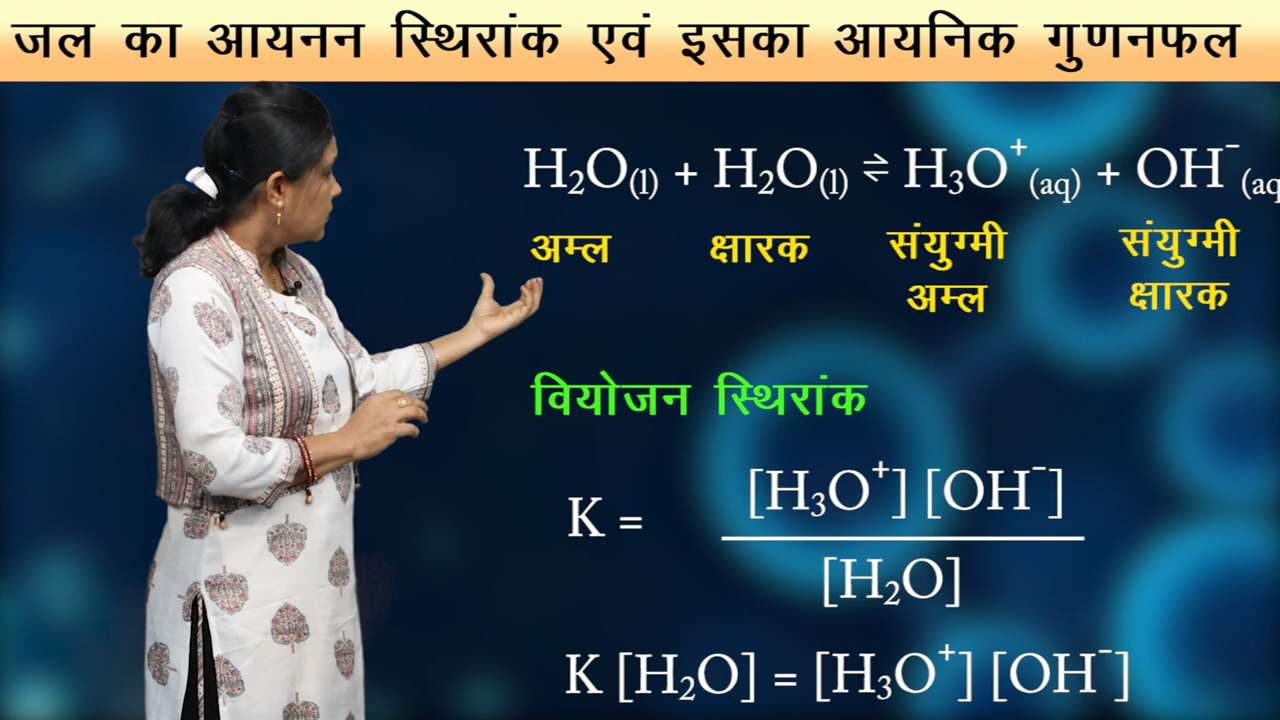 जल का आयनन स्थिरांक एवं इसका आयनिक गुणनफल
H₂O(l) + H₂O(l) ⇌ H₃O⁺(aq) + OH⁻(aq
अम्ल क्षारक संयुग्मी अम्ल संयुग्मी क्षारक
वियोजन स्थिरांक
K = [H₃O⁺] [OH⁻] / [H₂O]
K [H₂O] = [H₃O⁺] [OH⁻]